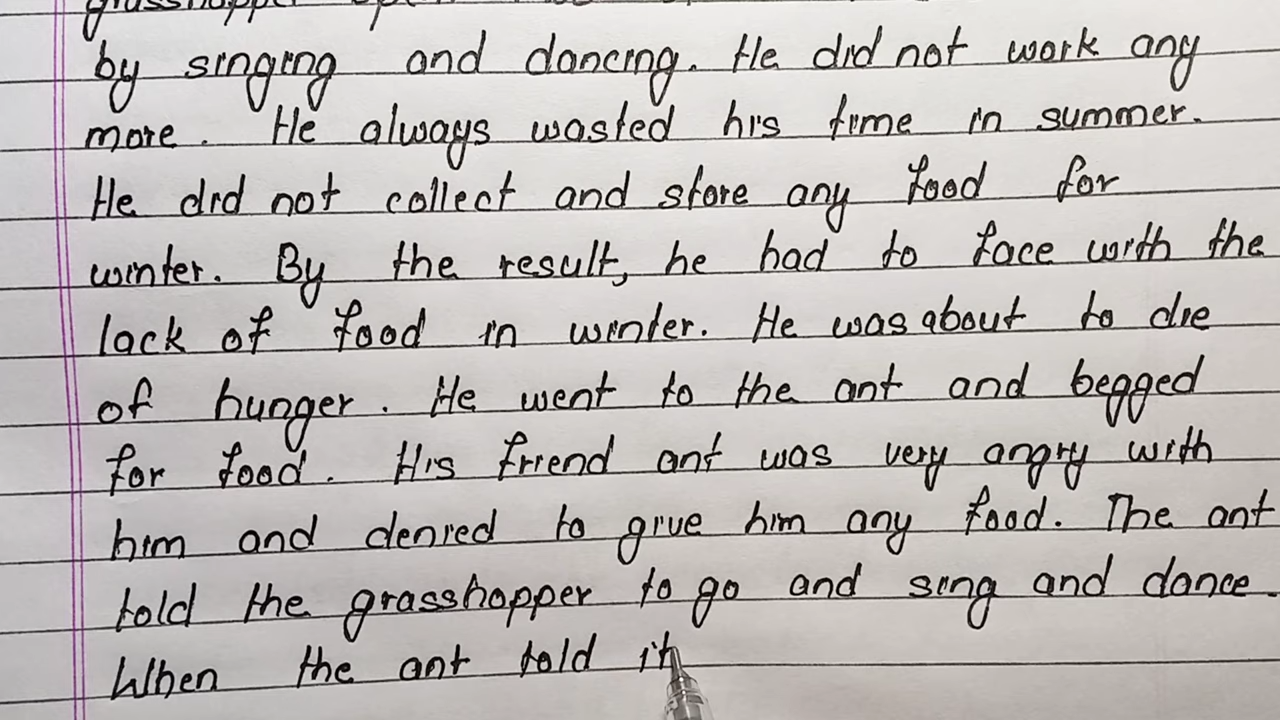 grasshopper
by singing and dancing. He did not work any
more. He always wasted his time in summer.
He did not collect and store any food for
winter. By the result, he had to face with the
lack of food in winter. He was about to die
of hunger. He went to the ant and begged
for food. His friend ant was very angry with
him and denied to give him any food. The ant
told the grasshopper to go and sing and dance.
When the ant told it